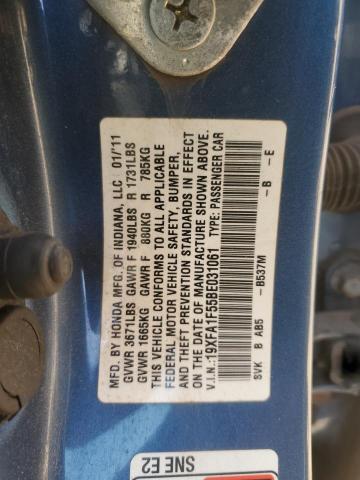 MFD. BY HONDA MFG. OF INDIANA, LLC 01/'11
GVWR 3671LBS GAWR F 1940LBS R 1731LBS
GVWR 1665KG GAWR F 880KG R 785KG
THIS VEHICLE CONFORMS TO ALL APPLICABLE
FEDERAL MOTOR VEHICLE SAFETY, BUMPER,
AND THEFT PREVENTION STANDARDS IN EFFECT
ON THE DATE OF MANUFACTURE SHOWN ABOVE.
V.I.N.:19XFA1F55BE031061 TYPE: PASSENGER CAR
SVK B AB5 -B537M -B -E
SNE E2